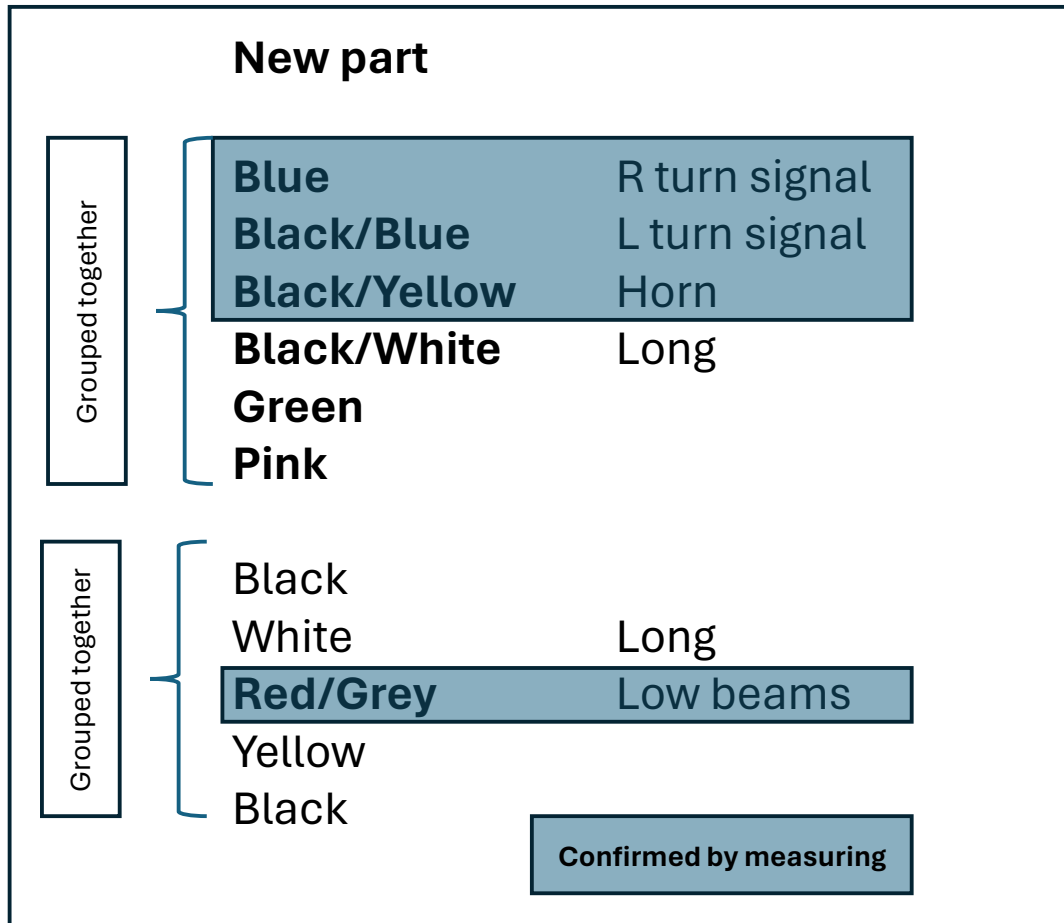 New part
Grouped together
Blue R turn signal
Black/Blue L turn signal
Black/Yellow Horn
Black/White Long
Green
Pink
Grouped together
Black
White Long
Red/Grey Low beams
Yellow
Black
Confirmed by measuring